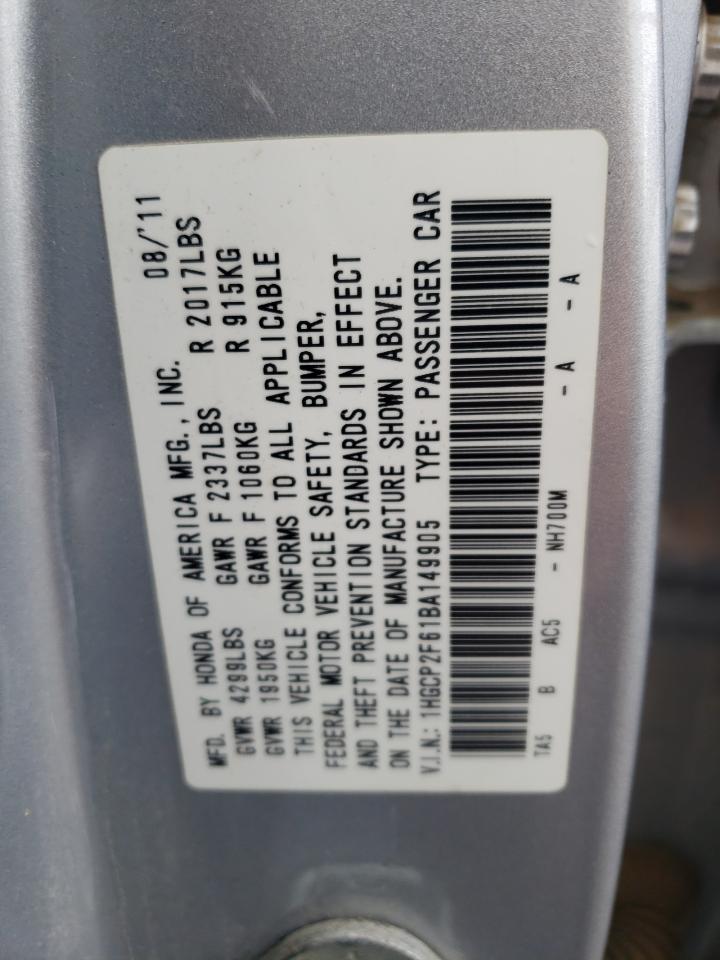 MFD. BY HONDA OF AMERICA MFG., INC. 08/'11
GVWR 4299LBS GAWR F 2337LBS R 2017LBS
GVWR 1950KG GAWR F 1060KG R 915KG
THIS VEHICLE CONFORMS TO ALL APPLICABLE
FEDERAL MOTOR VEHICLE SAFETY, BUMPER,
AND THEFT PREVENTION STANDARDS IN EFFECT
ON THE DATE OF MANUFACTURE SHOWN ABOVE.
V.I.N.: 1HGCP2F61BA149905 TYPE: PASSENGER CAR
TA5 B AC5 - NH700M - A - A